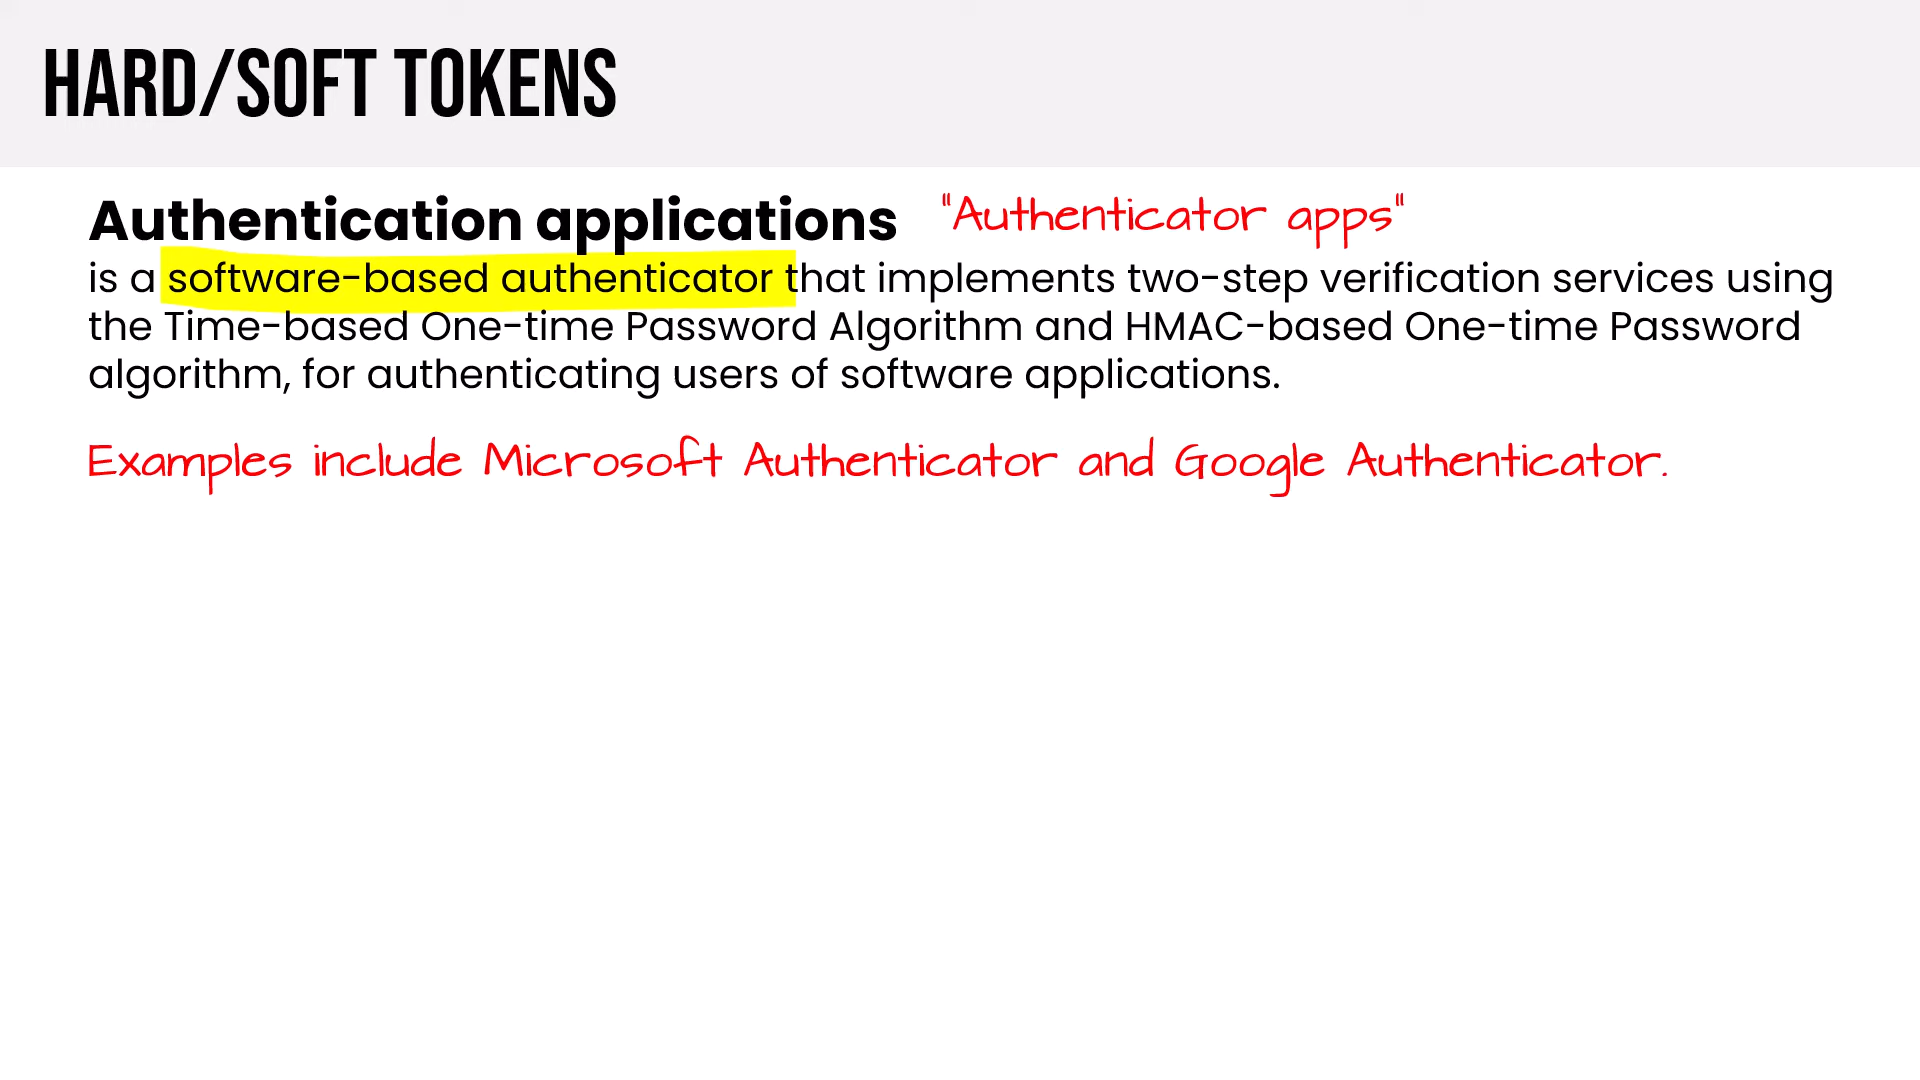 HARD/SOFT TOKENS
Authentication applications "Authenticator apps"
is a software-based authenticator that implements two-step verification services using
the Time-based One-time Password Algorithm and HMAC-based One-time Password
algorithm, for authenticating users of software applications.
Examples include Microsoft Authenticator and Google Authenticator.